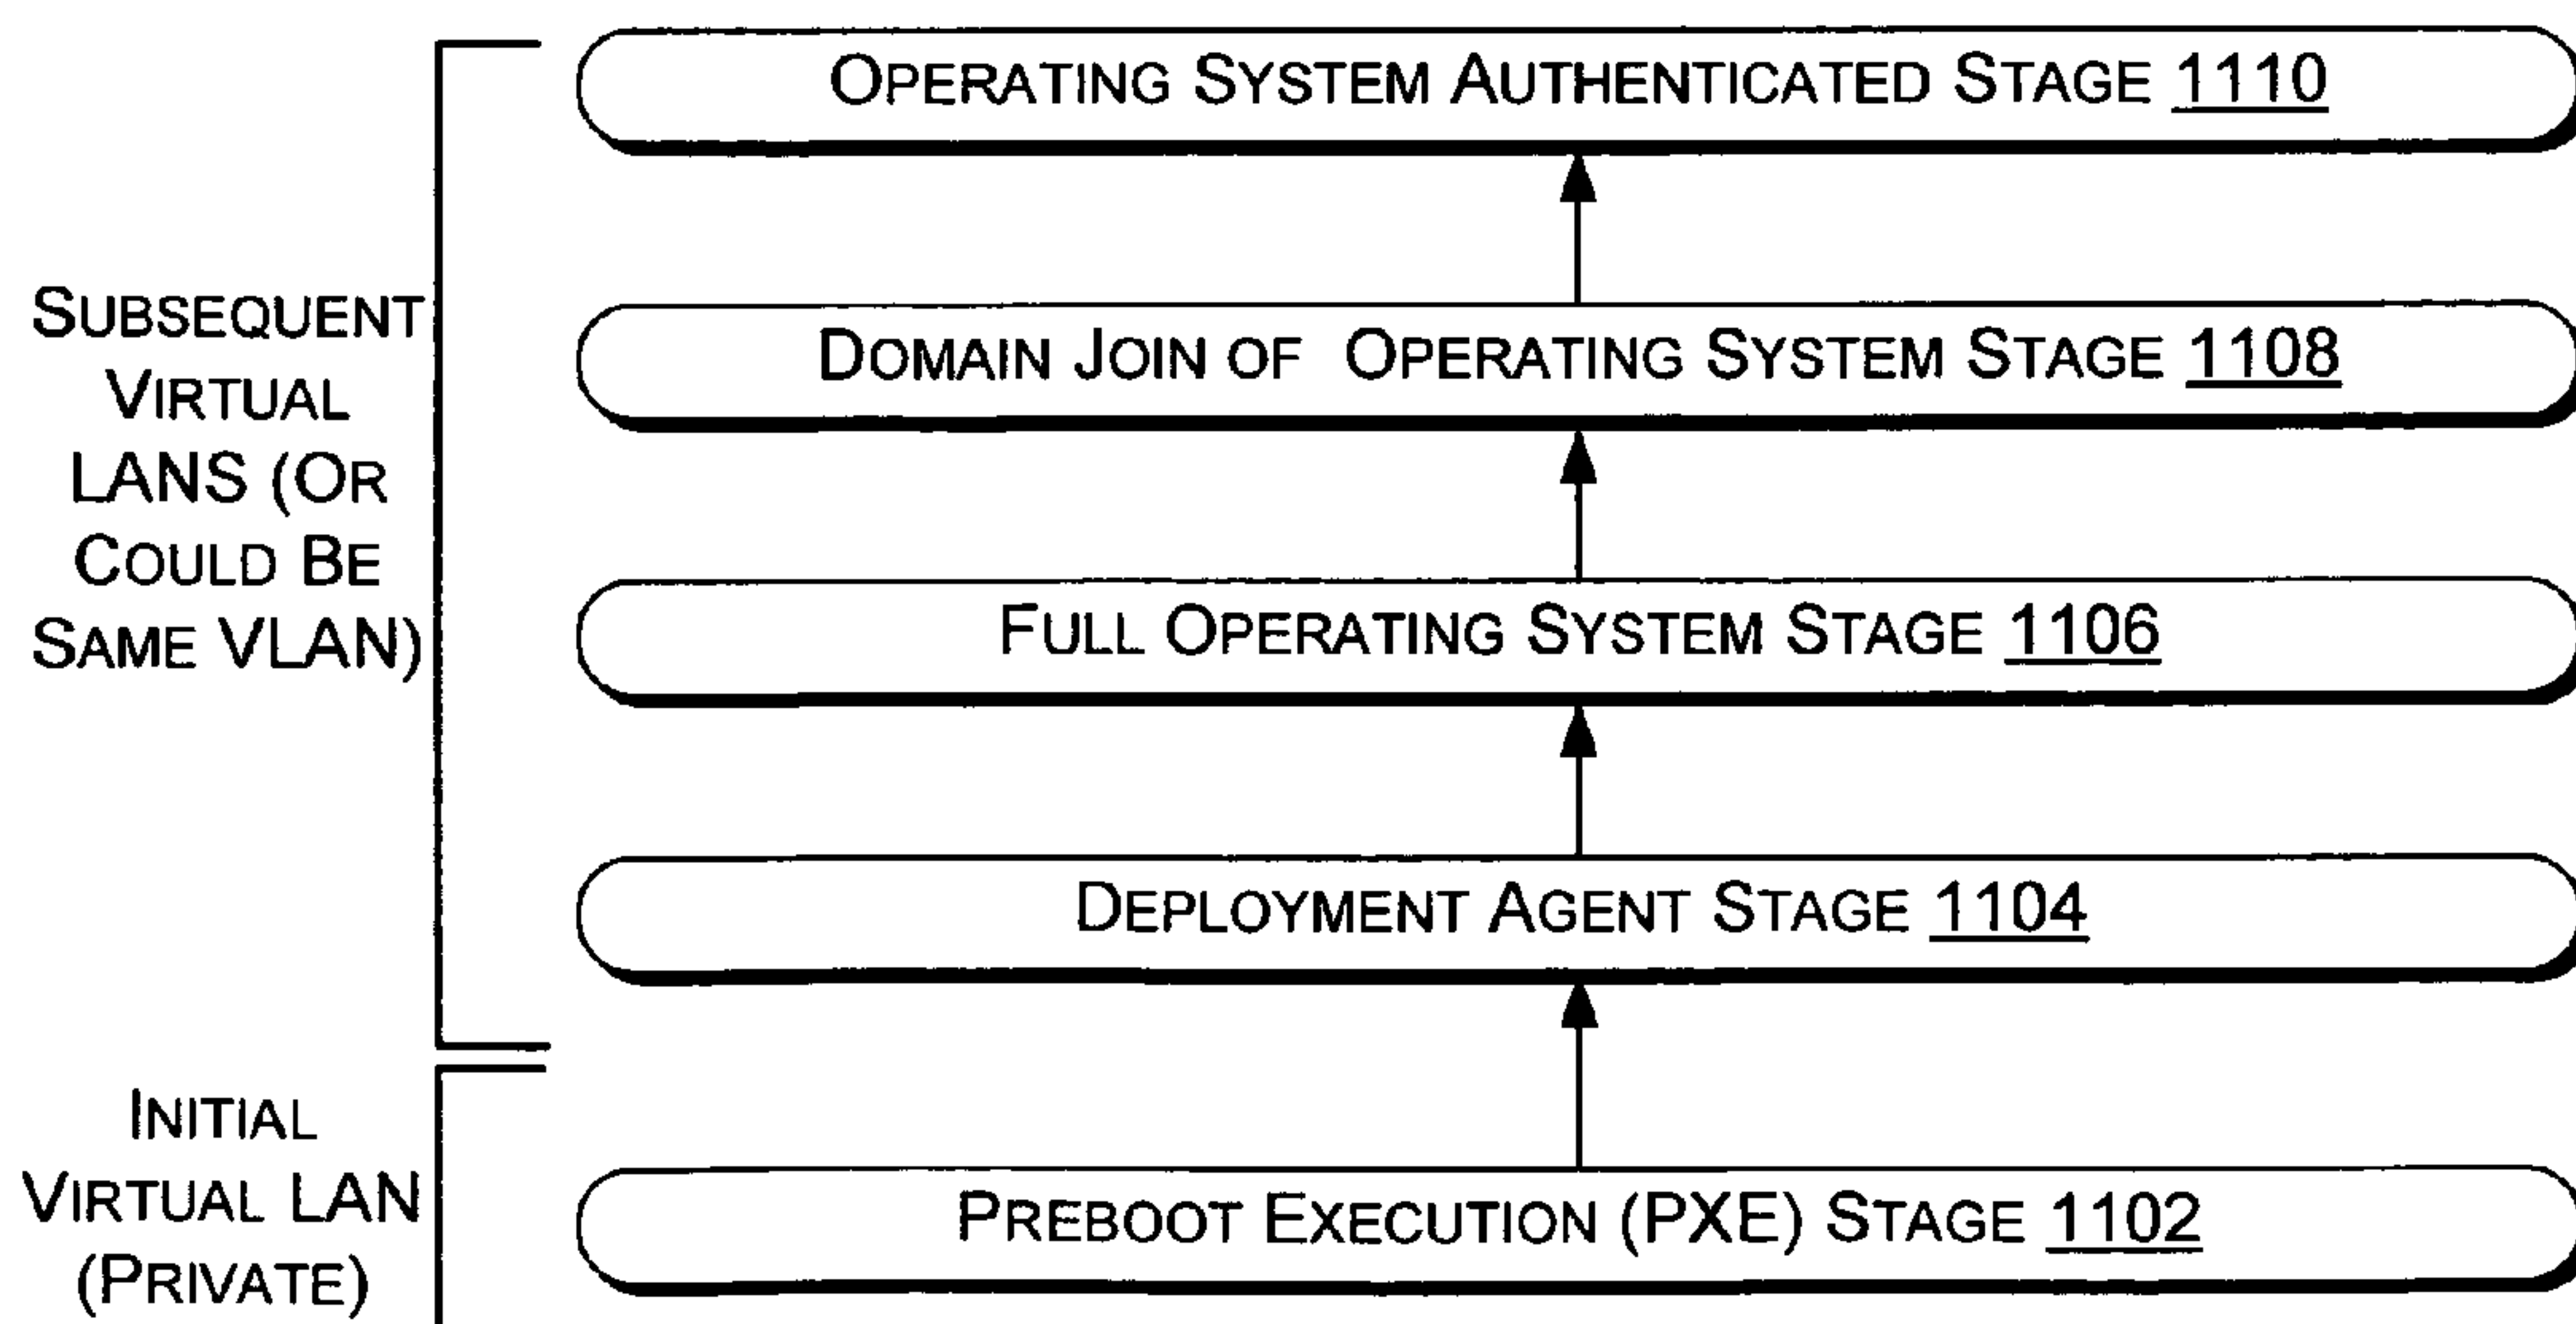 OPERATING SYSTEM AUTHENTICATED STAGE 1110
DOMAIN JOIN OF OPERATING SYSTEM STAGE 1108
FULL OPERATING SYSTEM STAGE 1106
DEPLOYMENT AGENT STAGE 1104
PREBOOT EXECUTION (PXE) STAGE 1102
SUBSEQUENT
VIRTUAL
LANS (OR
COULD BE
SAME VLAN)
INITIAL
VIRTUAL LAN
(PRIVATE)